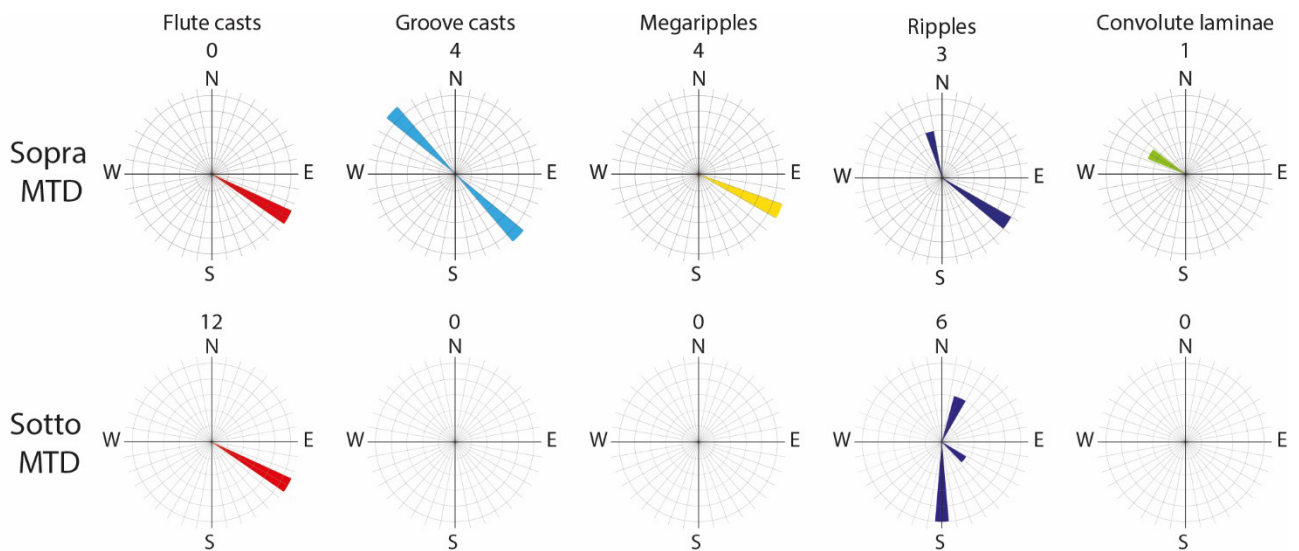 Flute casts Groove casts Megaripples Ripples Convolute laminae
0 4 4 3 1
N N N N N
Sopra MTD
W E W E W E W E W E
S S S S S
12 0 0 6 0
N N N N N
Sotto MTD
W E W E W E W E W E
S S S S S